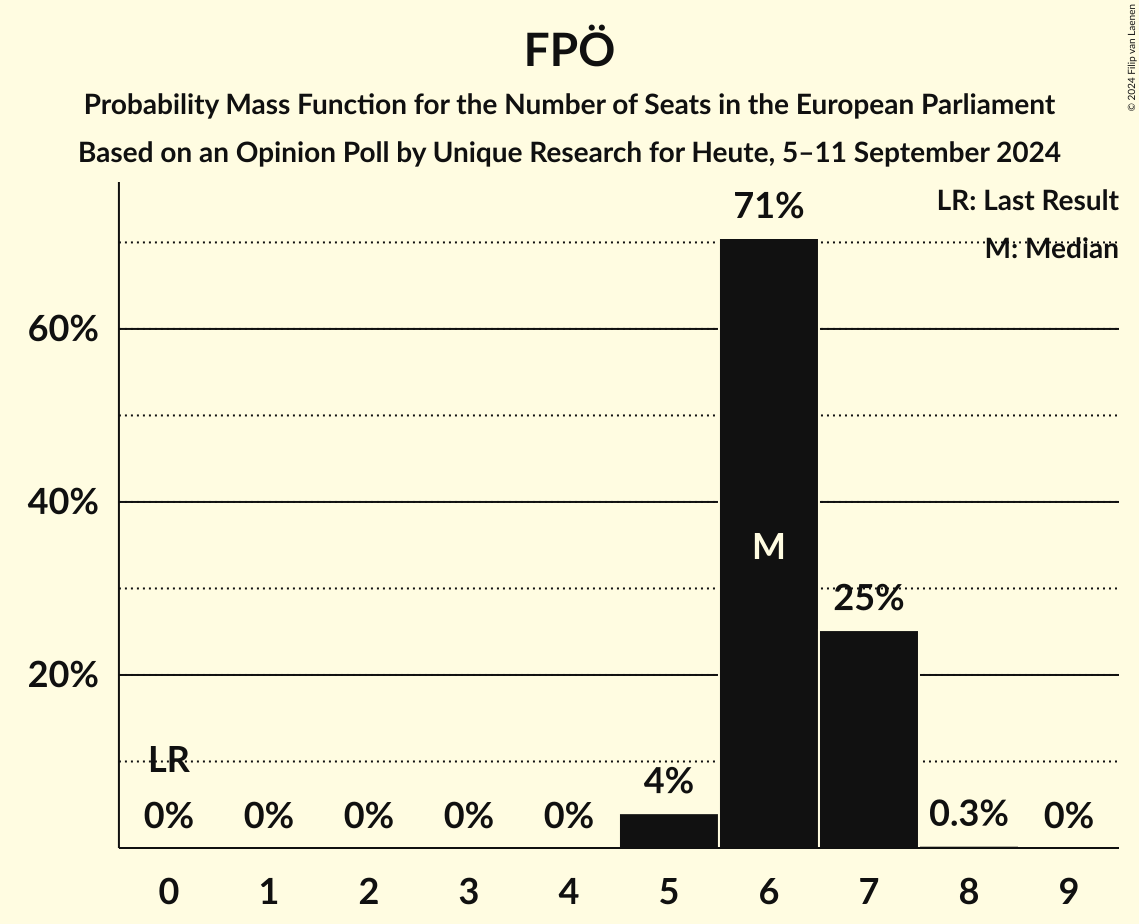 FPÖ
Probability Mass Function for the Number of Seats in the European Parliament
Based on an Opinion Poll by Unique Research for Heute, 5–11 September 2024
© 2024 Filip van Laenen
LR: Last Result
M: Median
71%
60%
40%
M
25%
20%
LR
4%
0% 0% 0% 0% 0% 0.3% 0%
0 1 2 3 4 5 6 7 8 9